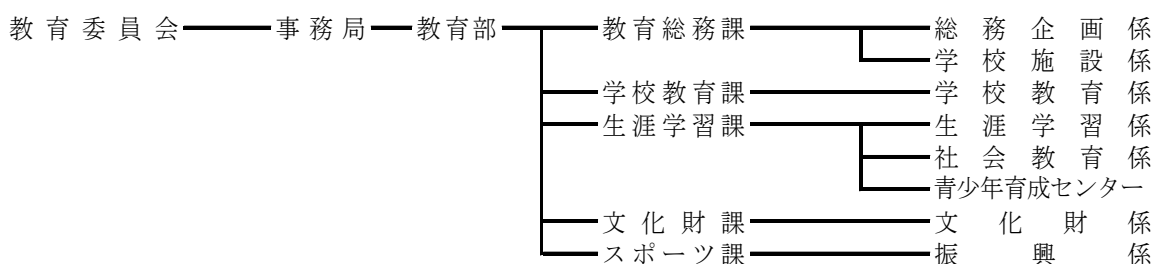 教育委員会 事務局 教育部 教育総務課 総務企画係
学校施設係
学校教育課 学校教育係
生涯学習課 生涯学習係
社会教育係
青少年育成センター
文化財課 文化財係
スポーツ課 振興係